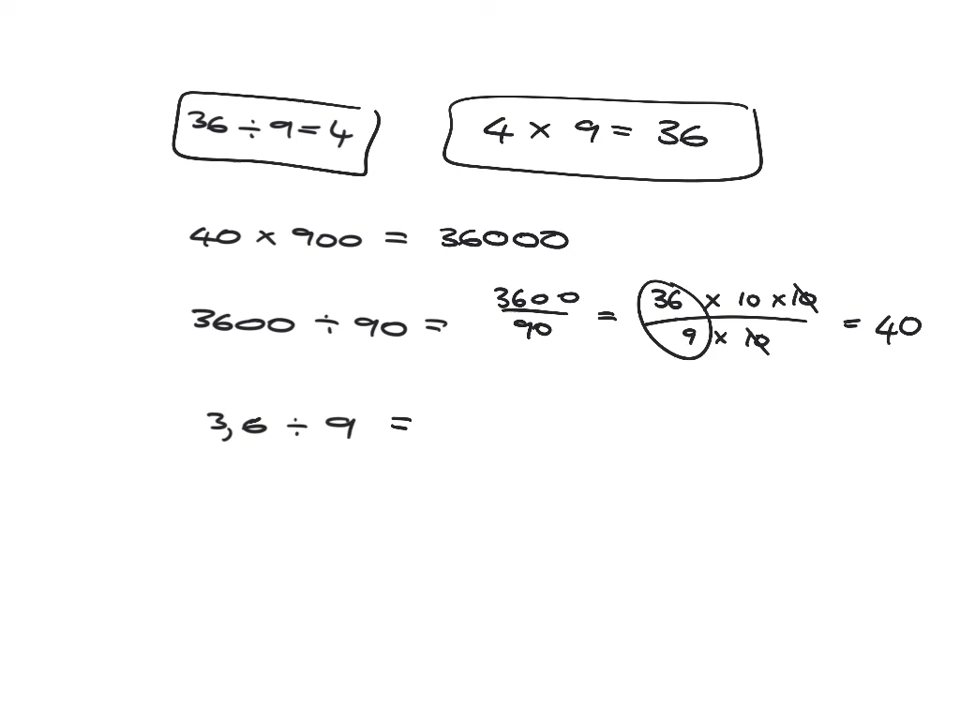 36 ÷ 9 = 4
4 × 9 = 36
40 × 900 = 36000
3600 ÷ 90 = 3600/90 = 36 × 10 × 10 / 9 × 10 = 40
3,6 ÷ 9 =